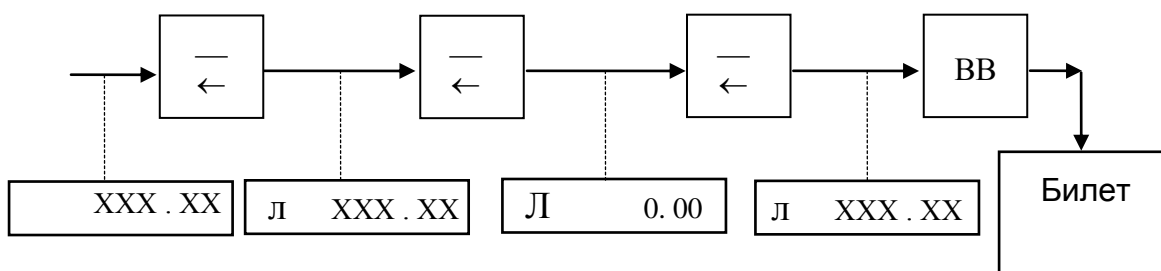 — — — ВВ
← ← ←
XXX . XX
л XXX . XX
Л 0. 00
л XXX . XX
Билет